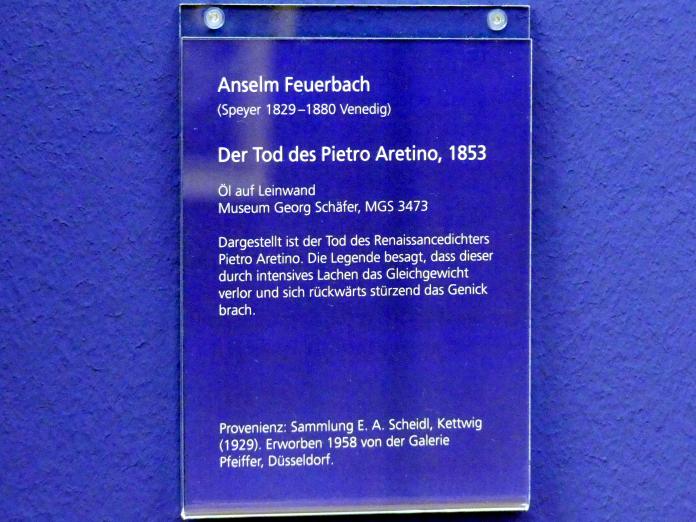 Anselm Feuerbach
(Speyer 1829–1880 Venedig)
Der Tod des Pietro Aretino, 1853
Öl auf Leinwand
Museum Georg Schäfer, MGS 3473
Dargestellt ist der Tod des Renaissancedichters
Pietro Aretino. Die Legende besagt, dass dieser
durch intensives Lachen das Gleichgewicht
verlor und sich rückwärts stürzend das Genick
brach.
Provenienz: Sammlung E. A. Scheidl, Kettwig
(1929). Erworben 1958 von der Galerie
Pfeiffer, Düsseldorf.